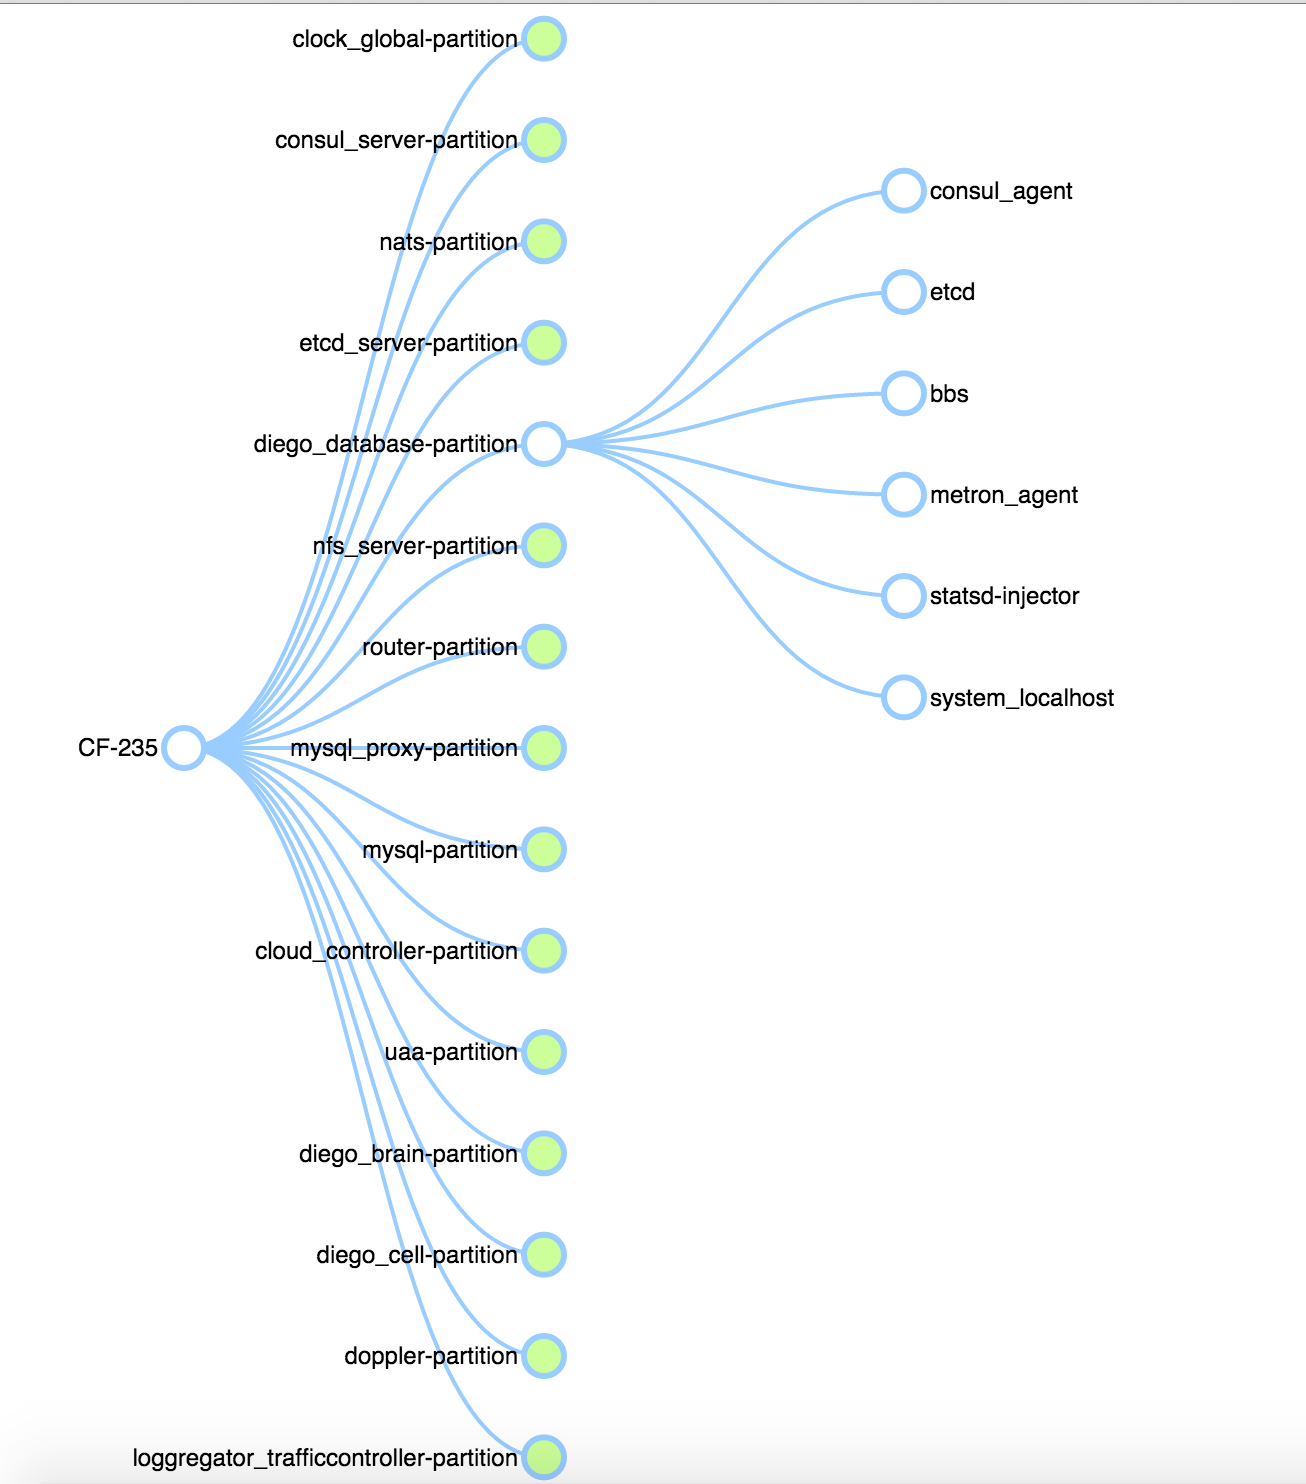 clock_global-partition
consul_server-partition
nats-partition
etcd_server-partition
diego_database-partition
nfs_server-partition
router-partition
CF-235
mysql_proxy-partition
mysql-partition
cloud_controller-partition
uaa-partition
diego_brain-partition
diego_cell-partition
doppler-partition
loggregator_trafficcontroller-partition
consul_agent
etcd
bbs
metron_agent
statsd-injector
system_localhost